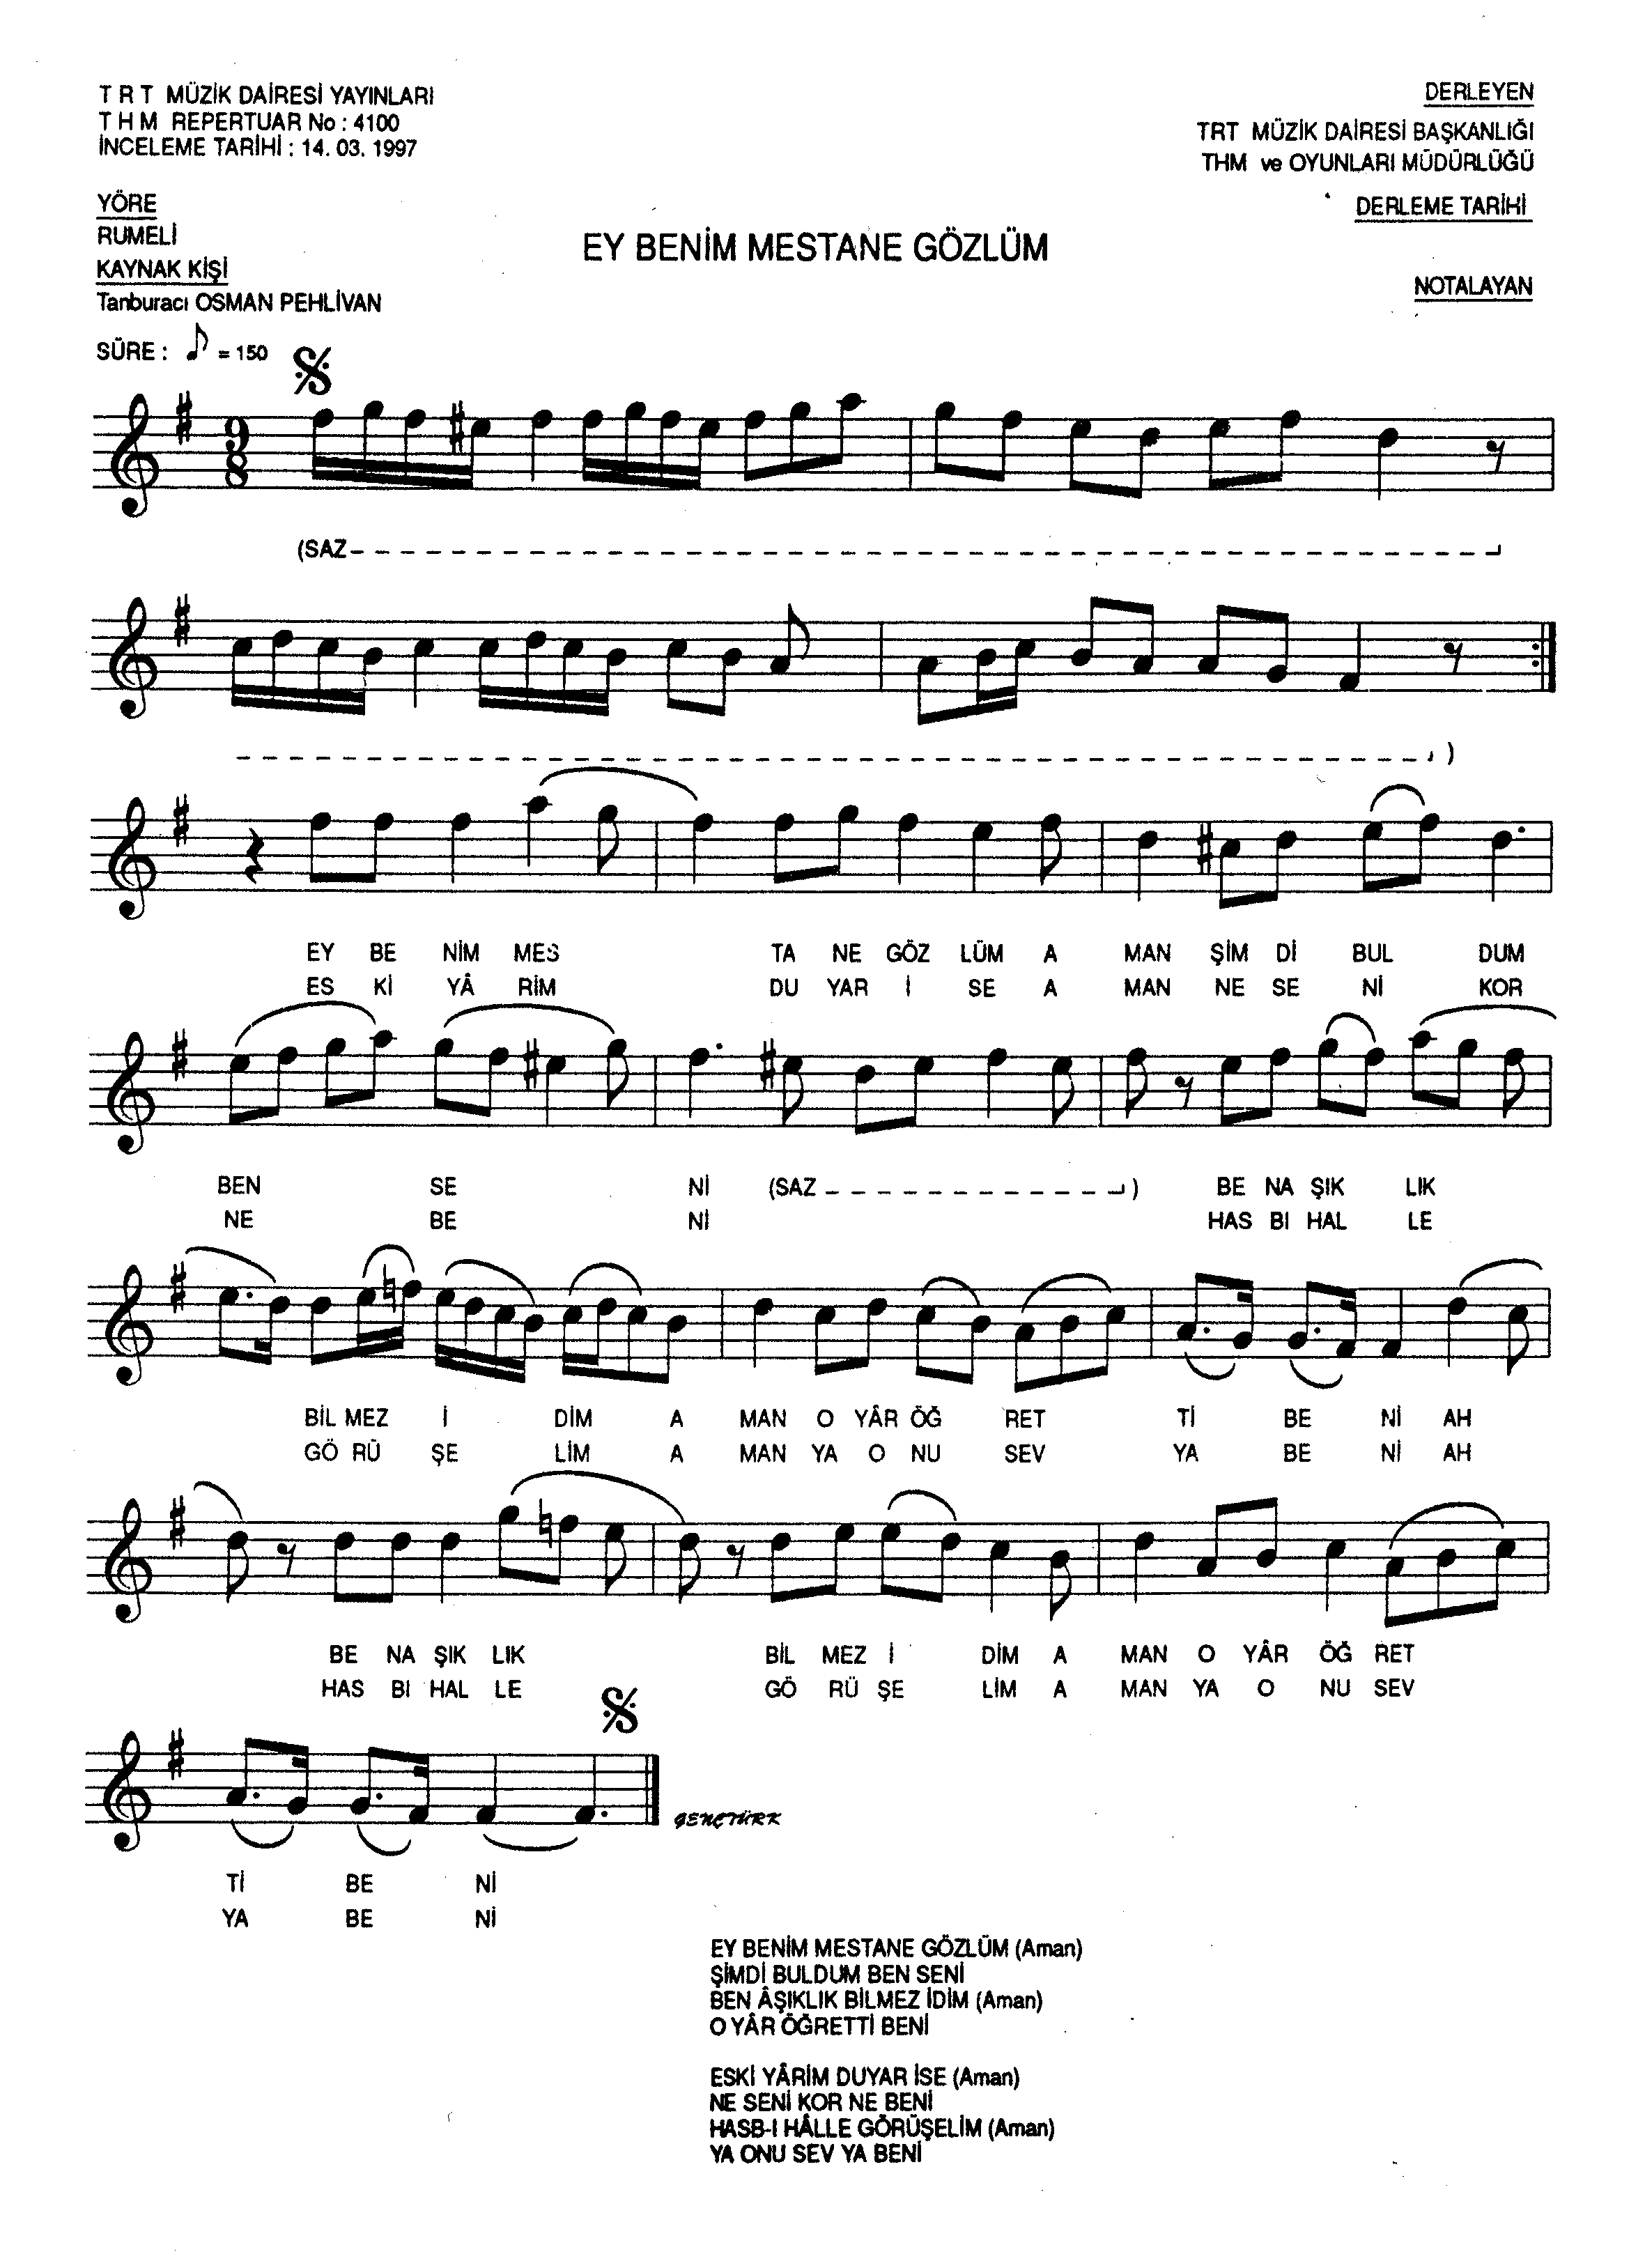 T R T MÜZİK DAİRESİ YAYINLARI
T H M REPERTUAR No : 4100
İNCELEME TARİHİ : 14. 03. 1997
DERLEYEN
TRT MÜZİK DAİRESİ BAŞKANLIĞI
THM ve OYUNLARI MÜDÜRLÜĞÜ
YÖRE
RUMELİ
DERLEME TARİHİ
EY BENİM MESTANE GÖZLÜM
KAYNAK KİŞİ
Tanburacı OSMAN PEHLİVAN
NOTALAYAN
SÜRE : ♪ = 150
9
8
(SAZ
)
EY BE NİM MES TA NE GÖZ LÜM A MAN ŞİM Dİ BUL DUM
ES Kİ YÂ RİM DU YAR İ SE A MAN NE SE Nİ KOR
BEN SE Nİ (SAZ ) BE NA ŞIK LIK
NE BE Nİ HAS BI HAL LE
BİL MEZ İ DİM A MAN O YÂR ÖĞ RET Tİ BE Nİ AH
GÖ RÜ ŞE LİM A MAN YA O NU SEV YA BE Nİ AH
BE NA ŞIK LIK BİL MEZ İ DİM A MAN O YÂR ÖĞ RET
HAS BI HAL LE GÖ RÜ ŞE LİM A MAN YA O NU SEV
GENÇTÜRK
Tİ BE Nİ
YA BE Nİ
EY BENİM MESTANE GÖZLÜM (Aman)
ŞİMDİ BULDUM BEN SENİ
BEN ÂŞIKLIK BİLMEZ İDİM (Aman)
O YÂR ÖĞRETTİ BENİ
ESKİ YÂRİM DUYAR İSE (Aman)
NE SENİ KOR NE BENİ
HASB-I HÂLLE GÖRÜŞELİM (Aman)
YA ONU SEV YA BENİ